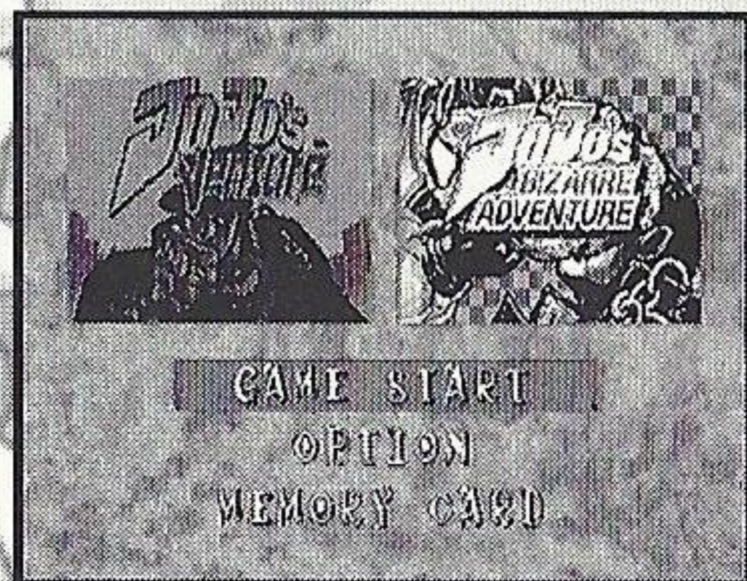 JoJo's
VENTURE
JoJo's
BIZARRE
ADVENTURE
GAME START
OPTION
MEMORY CARD